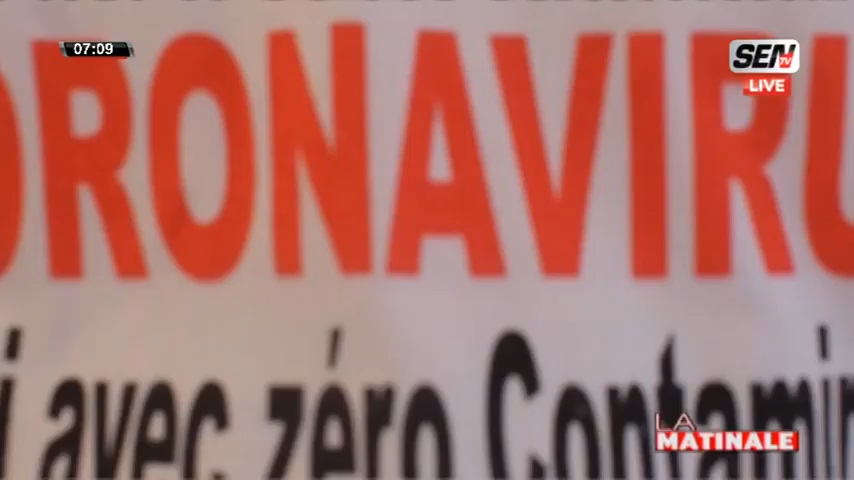 07:09
SEN TV
LIVE
ORONAVIRU
i avec zéro Contamin
LA
MATINALE